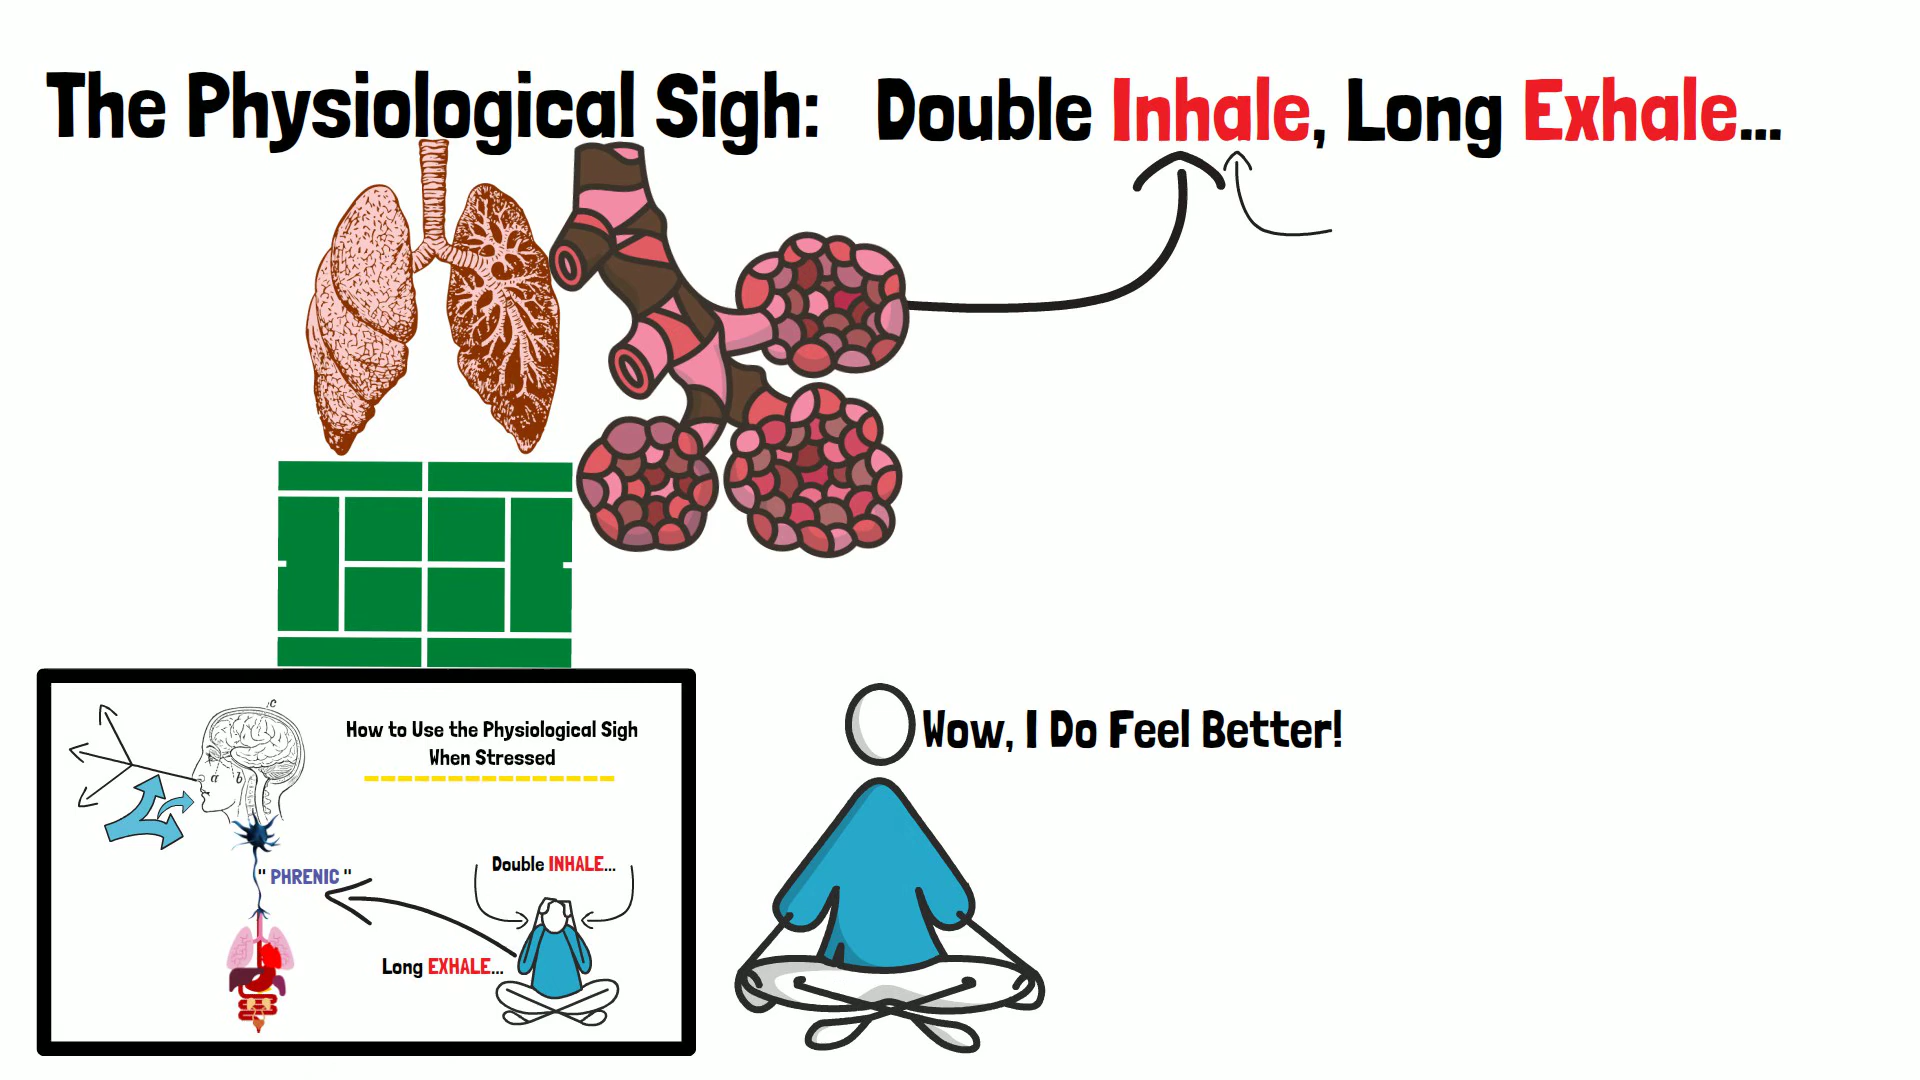 The Physiological Sigh: Double Inhale, Long Exhale...
c
How to Use the Physiological Sigh
When Stressed
a b
Double INHALE...
" PHRENIC "
Long EXHALE...
Wow, I Do Feel Better!